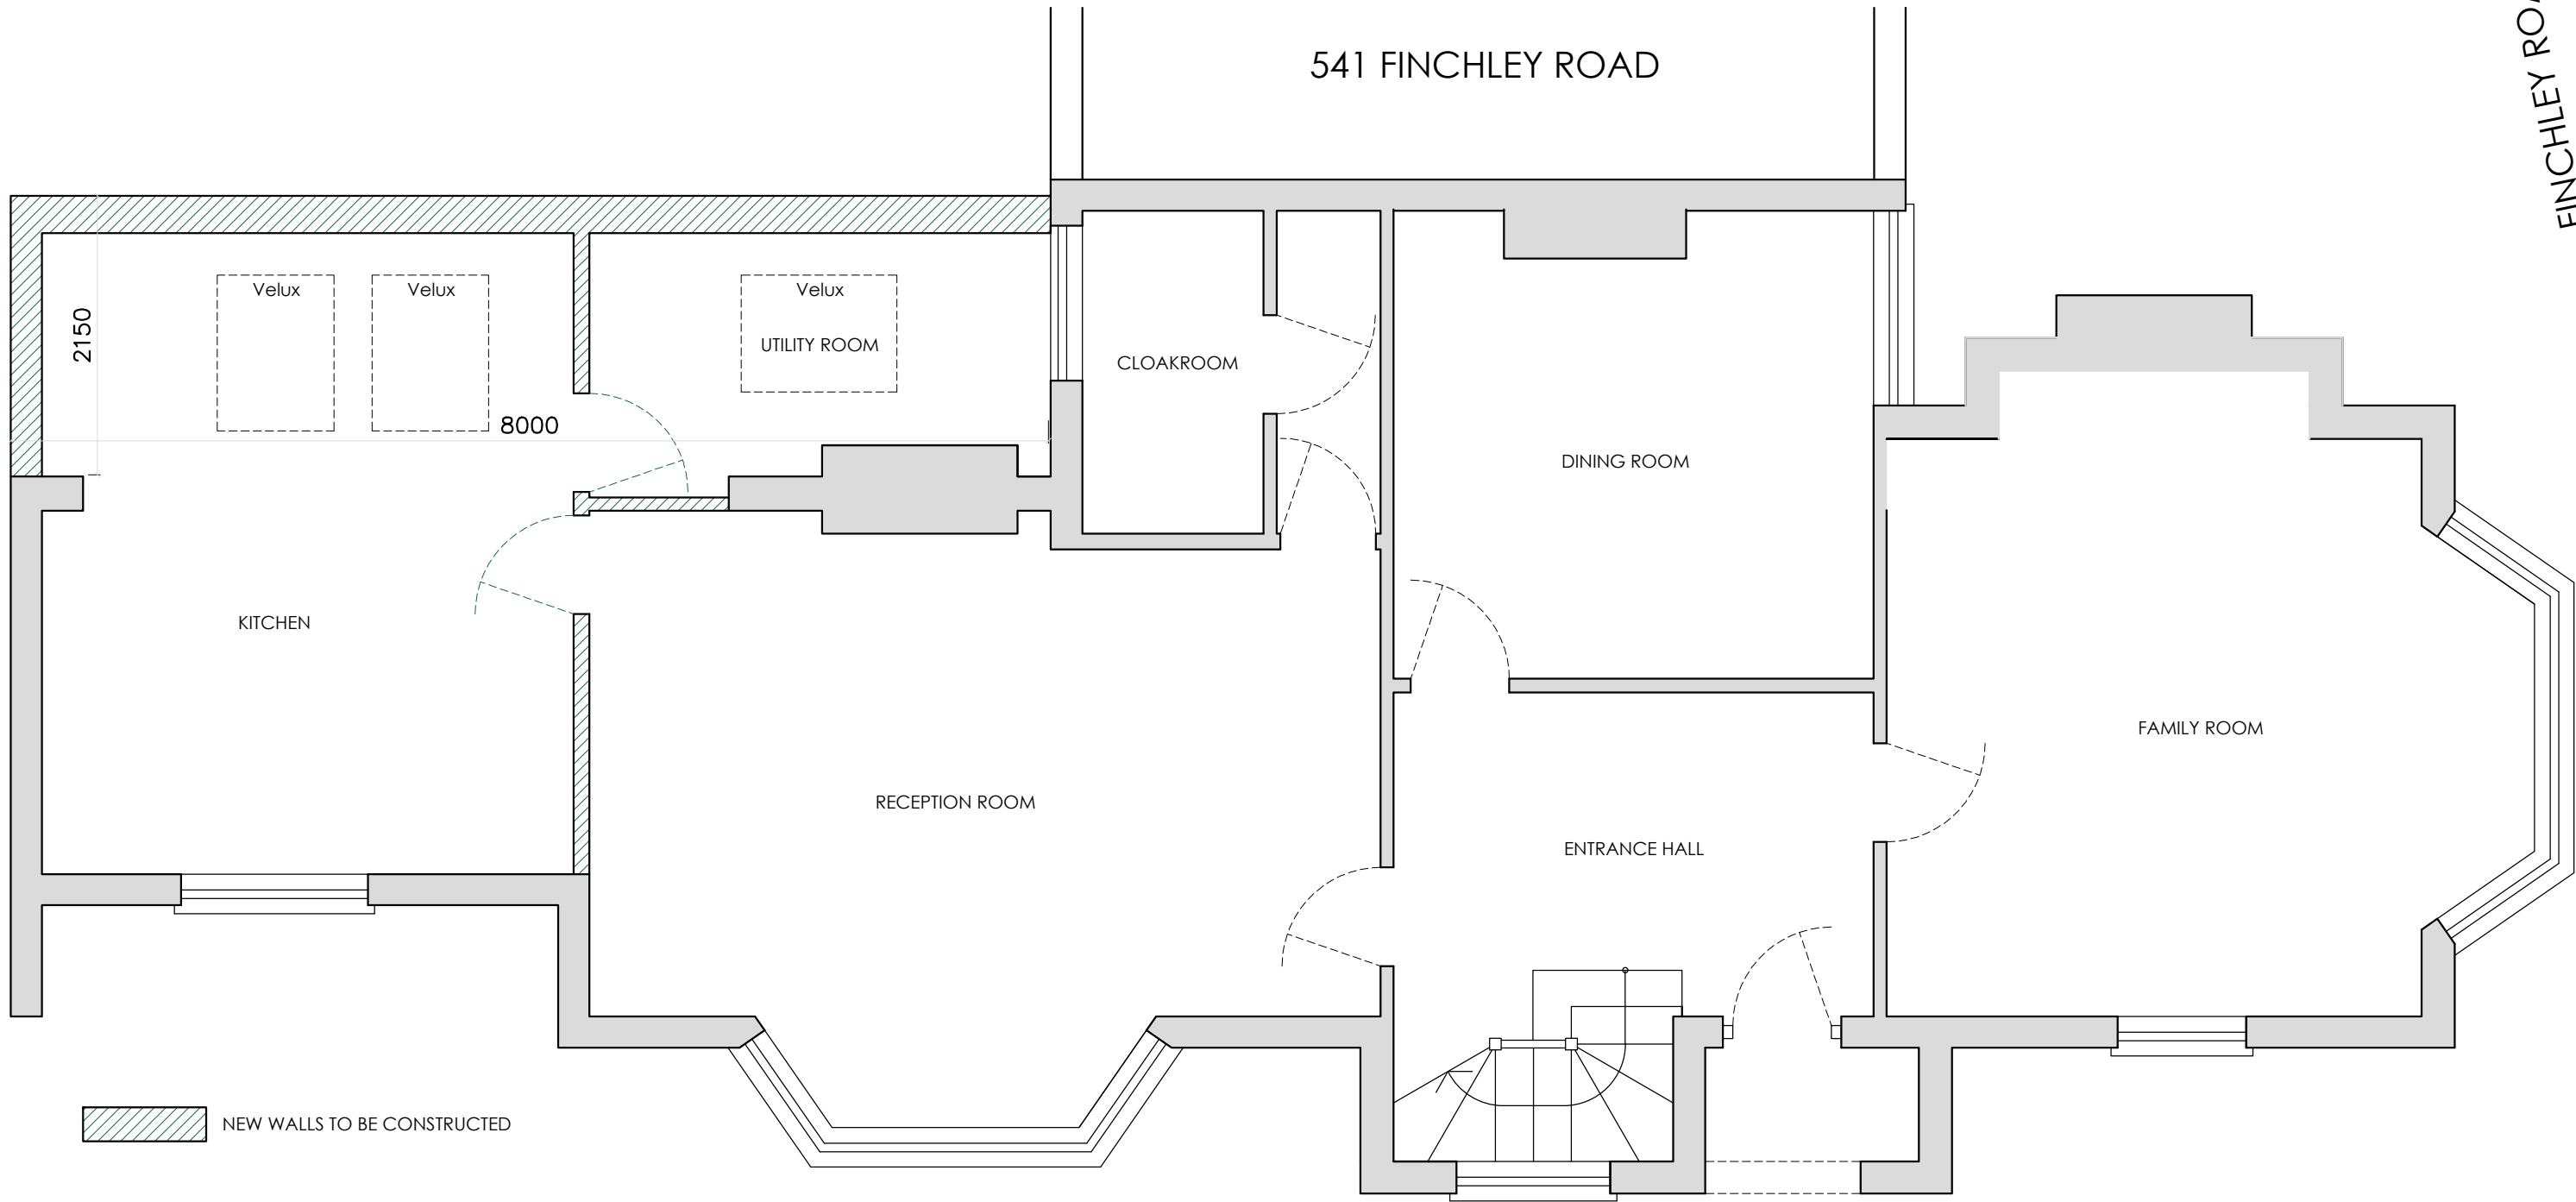 541 FINCHLEY ROAD
FINCHLEY
Velux
Velux
Velux
2150
UTILITY ROOM
CLOAKROOM
8000
DINING ROOM
KITCHEN
FAMILY ROOM
RECEPTION ROOM
ENTRANCE HALL
NEW WALLS TO BE CONSTRUCTED